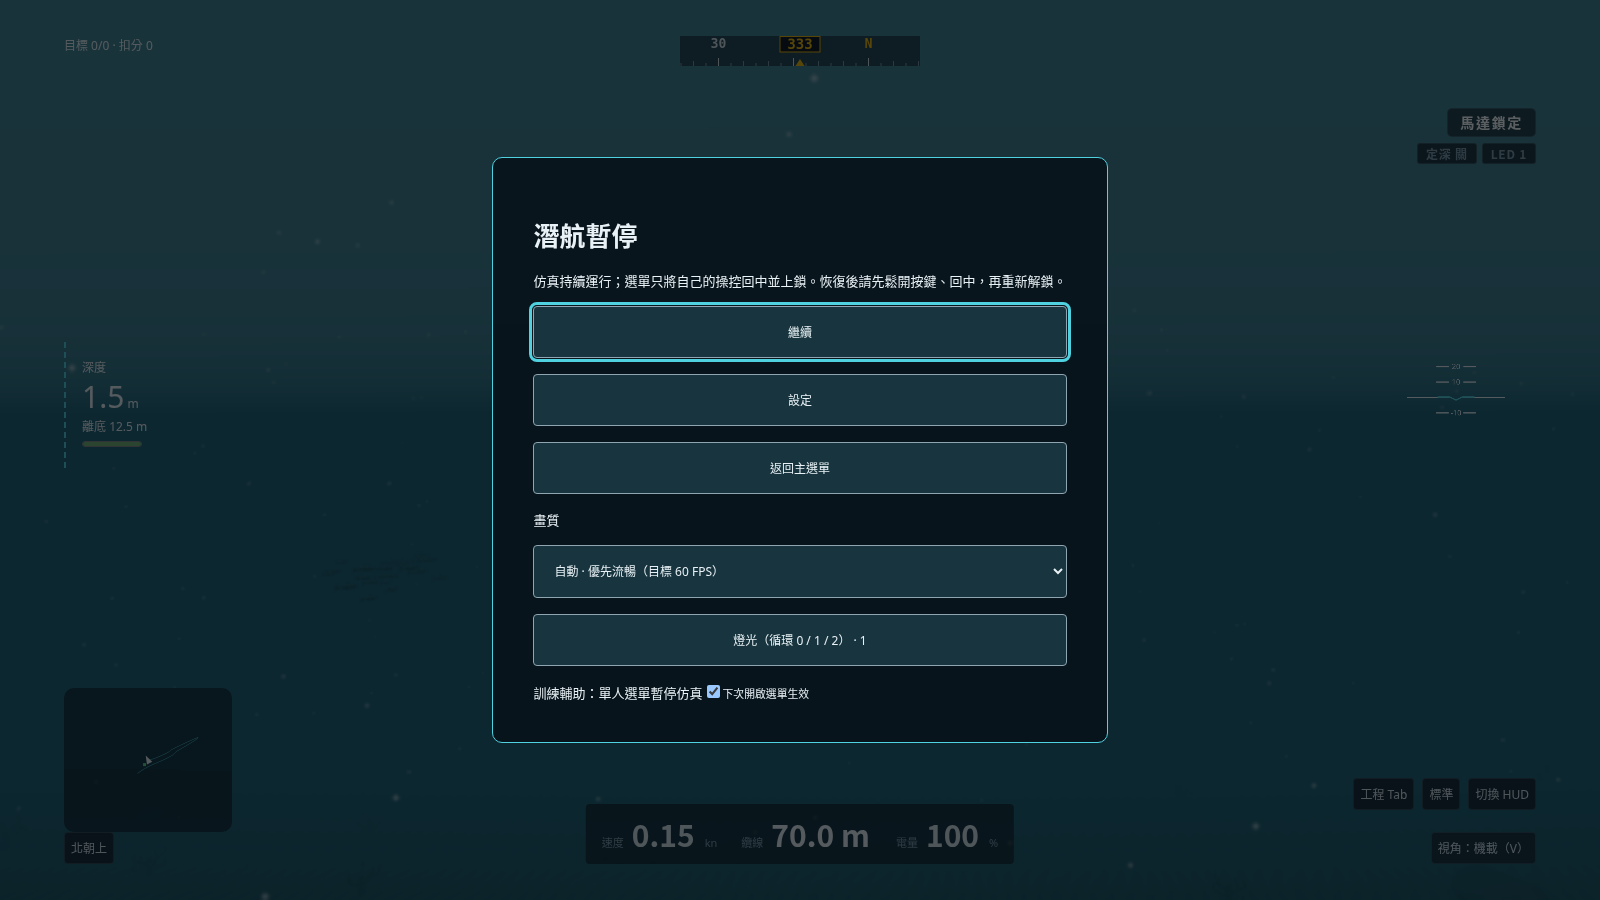 目標 0/0 · 扣分 0
30 333 N
馬達鎖定
定深 關 LED 1
潛航暫停
仿真持續運行；選單只將自己的操控回中並上鎖。恢復後請先鬆開按鍵、回中，再重新解鎖。
繼續
設定
返回主選單
畫質
自動 · 優先流暢（目標 60 FPS）
燈光（循環 0 / 1 / 2） · 1
訓練輔助：單人選單暫停仿真 下次開啟選單生效
深度
1.5 m
離底 12.5 m
20
10
-10
北朝上
速度 0.15 kn 纜線 70.0 m 電量 100 %
工程 Tab 標準 切換 HUD
視角：機載（V）